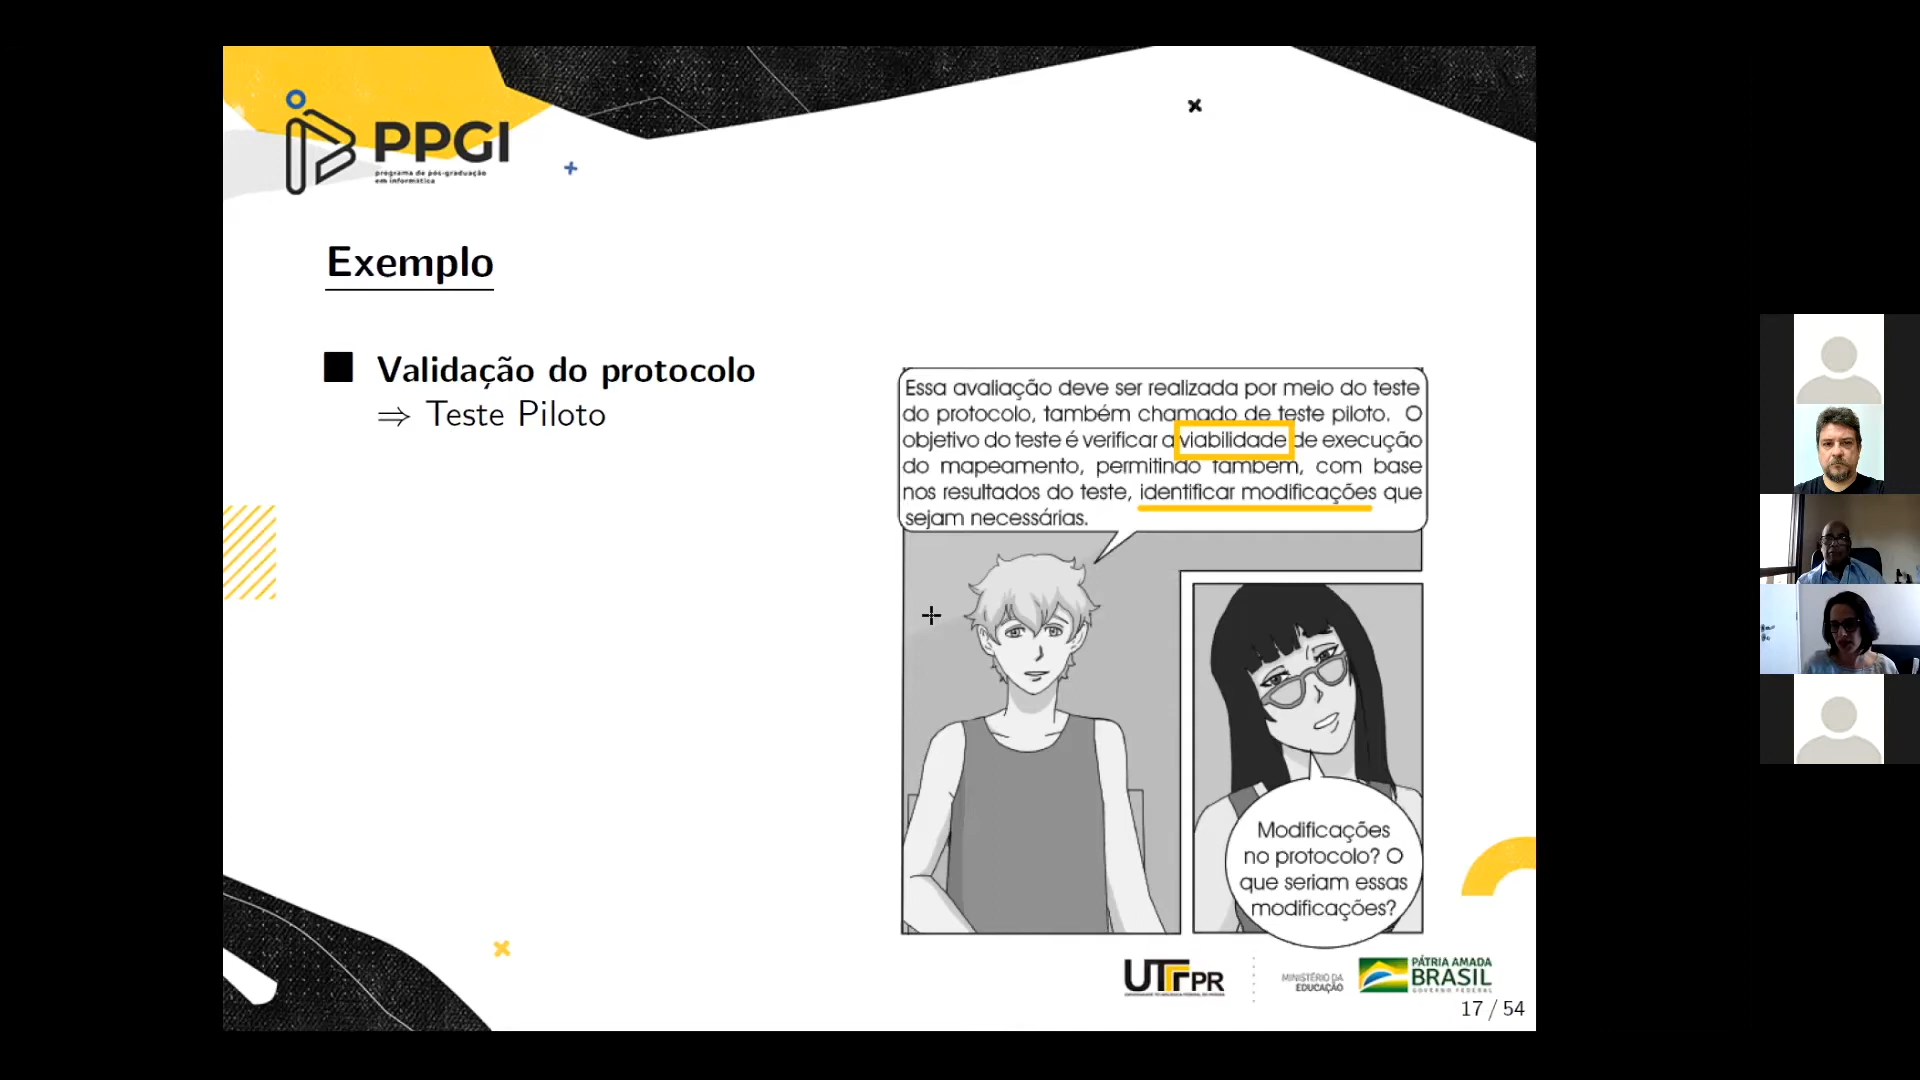 PPGI
programa de pós-graduação
em informática
Exemplo
Validação do protocolo
⇒ Teste Piloto
Essa avaliação deve ser realizada por meio do teste
do protocolo, também chamado de teste piloto. O
objetivo do teste é verificar a viabilidade de execução
do mapeamento, permitindo também, com base
nos resultados do teste, identificar modificações que
sejam necessárias.
Modificações
no protocolo? O
que seriam essas
modificações?
UTFPR
MINISTÉRIO DA
EDUCAÇÃO
PÁTRIA AMADA
BRASIL
GOVERNO FEDERAL
17 / 54